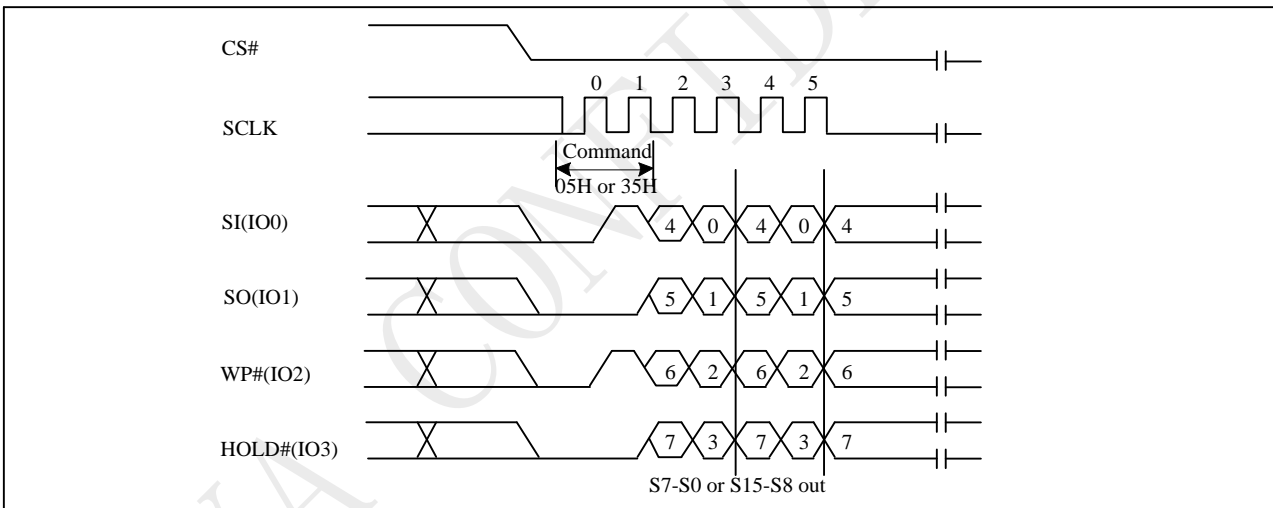 CS#
0 1 2 3 4 5
SCLK
Command
05H or 35H
SI(IO0) 4 0 4 0 4
SO(IO1) 5 1 5 1 5
WP#(IO2) 6 2 6 2 6
HOLD#(IO3) 7 3 7 3 7
S7-S0 or S15-S8 out